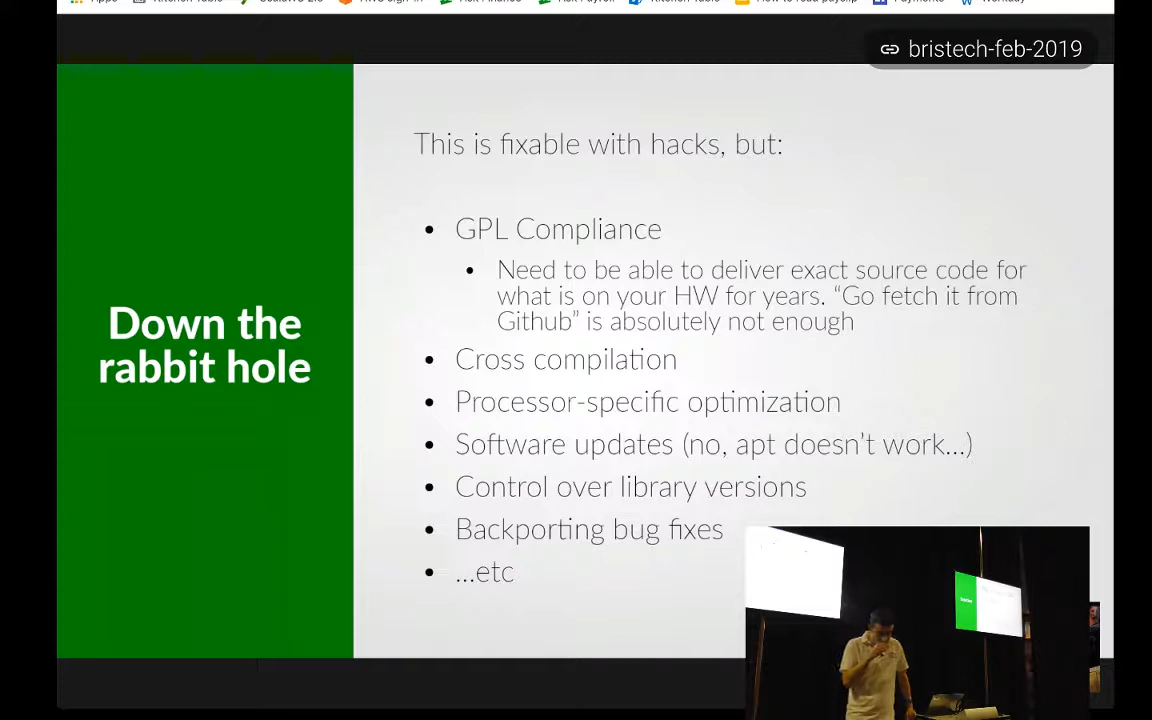 bristech-feb-2019
This is fixable with hacks, but:
• GPL Compliance
• Need to be able to deliver exact source code for
what is on your HW for years. “Go fetch it from
Github” is absolutely not enough
Down the
rabbit hole
• Cross compilation
• Processor-specific optimization
• Software updates (no, apt doesn’t work...)
• Control over library versions
• Backporting bug fixes
• ...etc